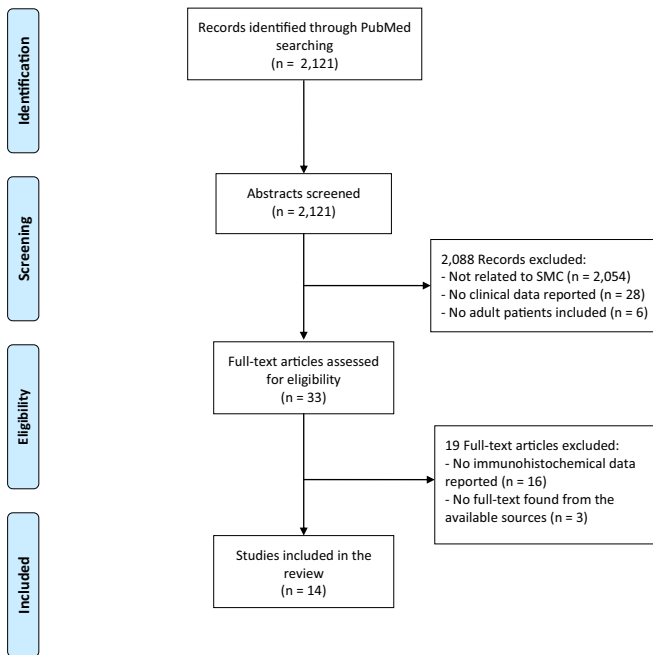 Identification
Records identified through PubMed
searching
(n = 2,121)
Screening
Abstracts screened
(n = 2,121)
2,088 Records excluded:
- Not related to SMC (n = 2,054)
- No clinical data reported (n = 28)
- No adult patients included (n = 6)
Eligibility
Full-text articles assessed
for eligibility
(n = 33)
19 Full-text articles excluded:
- No immunohistochemical data
reported (n = 16)
- No full-text found from the
available sources (n = 3)
Included
Studies included in the
review
(n = 14)